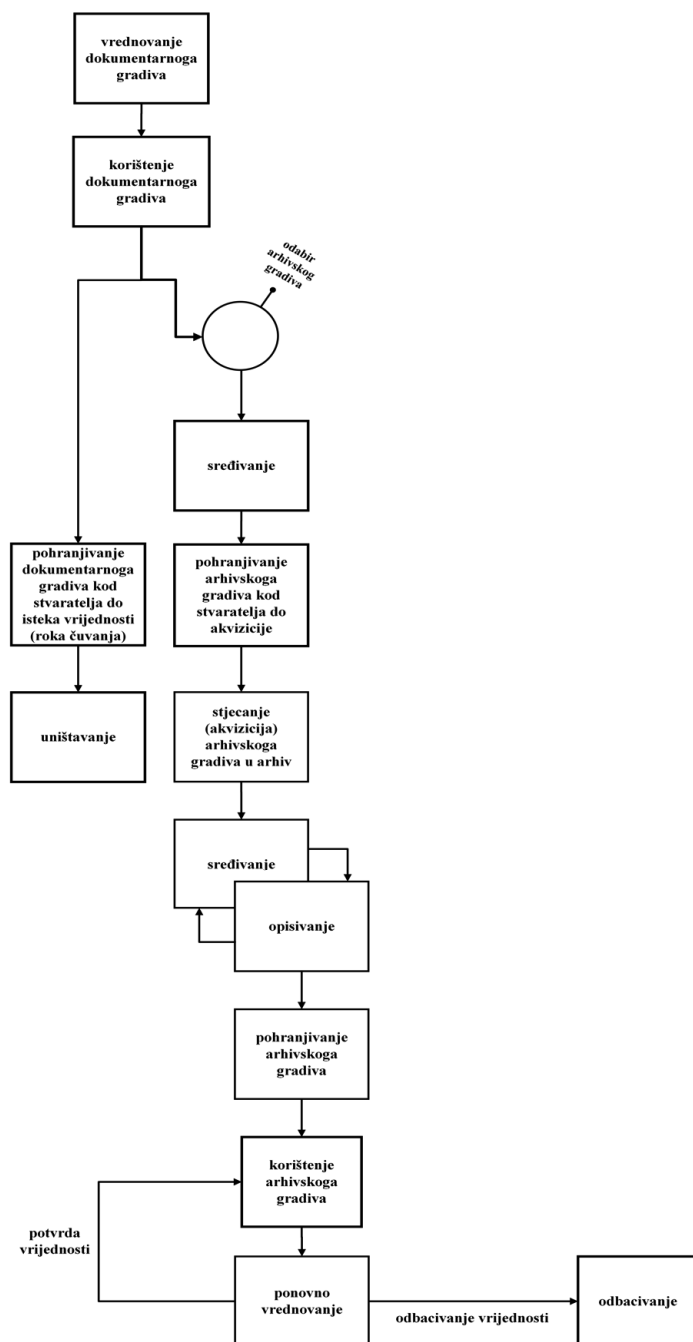 vrednovanje
dokumentarnoga
gradiva
korištenje
dokumentarnoga
gradiva
odabir
arhivskog
gradiva
sređivanje
pohranjivanje
dokumentarnoga
gradiva kod
stvaratelja do
isteka vrijednosti
(roka čuvanja)
pohranjivanje
arhivskoga
gradiva kod
stvaratelja do
akvizicije
uništavanje
stjecanje
(akvizicija)
arhivskoga
gradiva u arhiv
sređivanje
opisivanje
pohranjivanje
arhivskoga
gradiva
korištenje
arhivskoga
gradiva
potvrda
vrijednosti
ponovno
vrednovanje
odbacivanje vrijednosti
odbacivanje